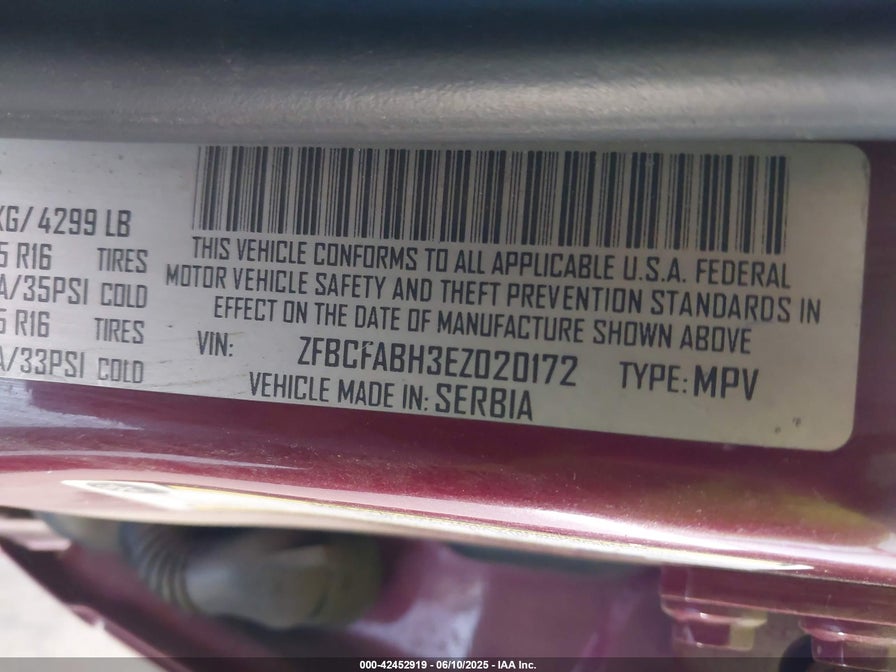 KG/ 4299 LB
5 R16 TIRES
A/35PSI COLD
5 R16 TIRES
A/33PSI COLD
THIS VEHICLE CONFORMS TO ALL APPLICABLE U.S.A. FEDERAL
MOTOR VEHICLE SAFETY AND THEFT PREVENTION STANDARDS IN
EFFECT ON THE DATE OF MANUFACTURE SHOWN ABOVE
VIN: ZFBCFABH3EZ020172 TYPE: MPV
VEHICLE MADE IN: SERBIA
000-42452919 - 06/10/2025 - IAA Inc.